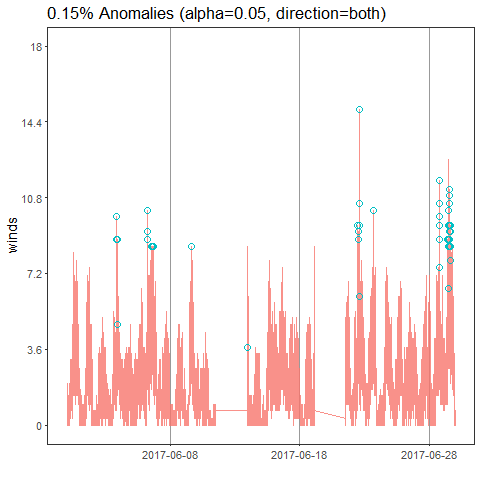 0.15% Anomalies (alpha=0.05, direction=both)
18
14.4
10.8
7.2
3.6
0
winds
2017-06-08 2017-06-18 2017-06-28